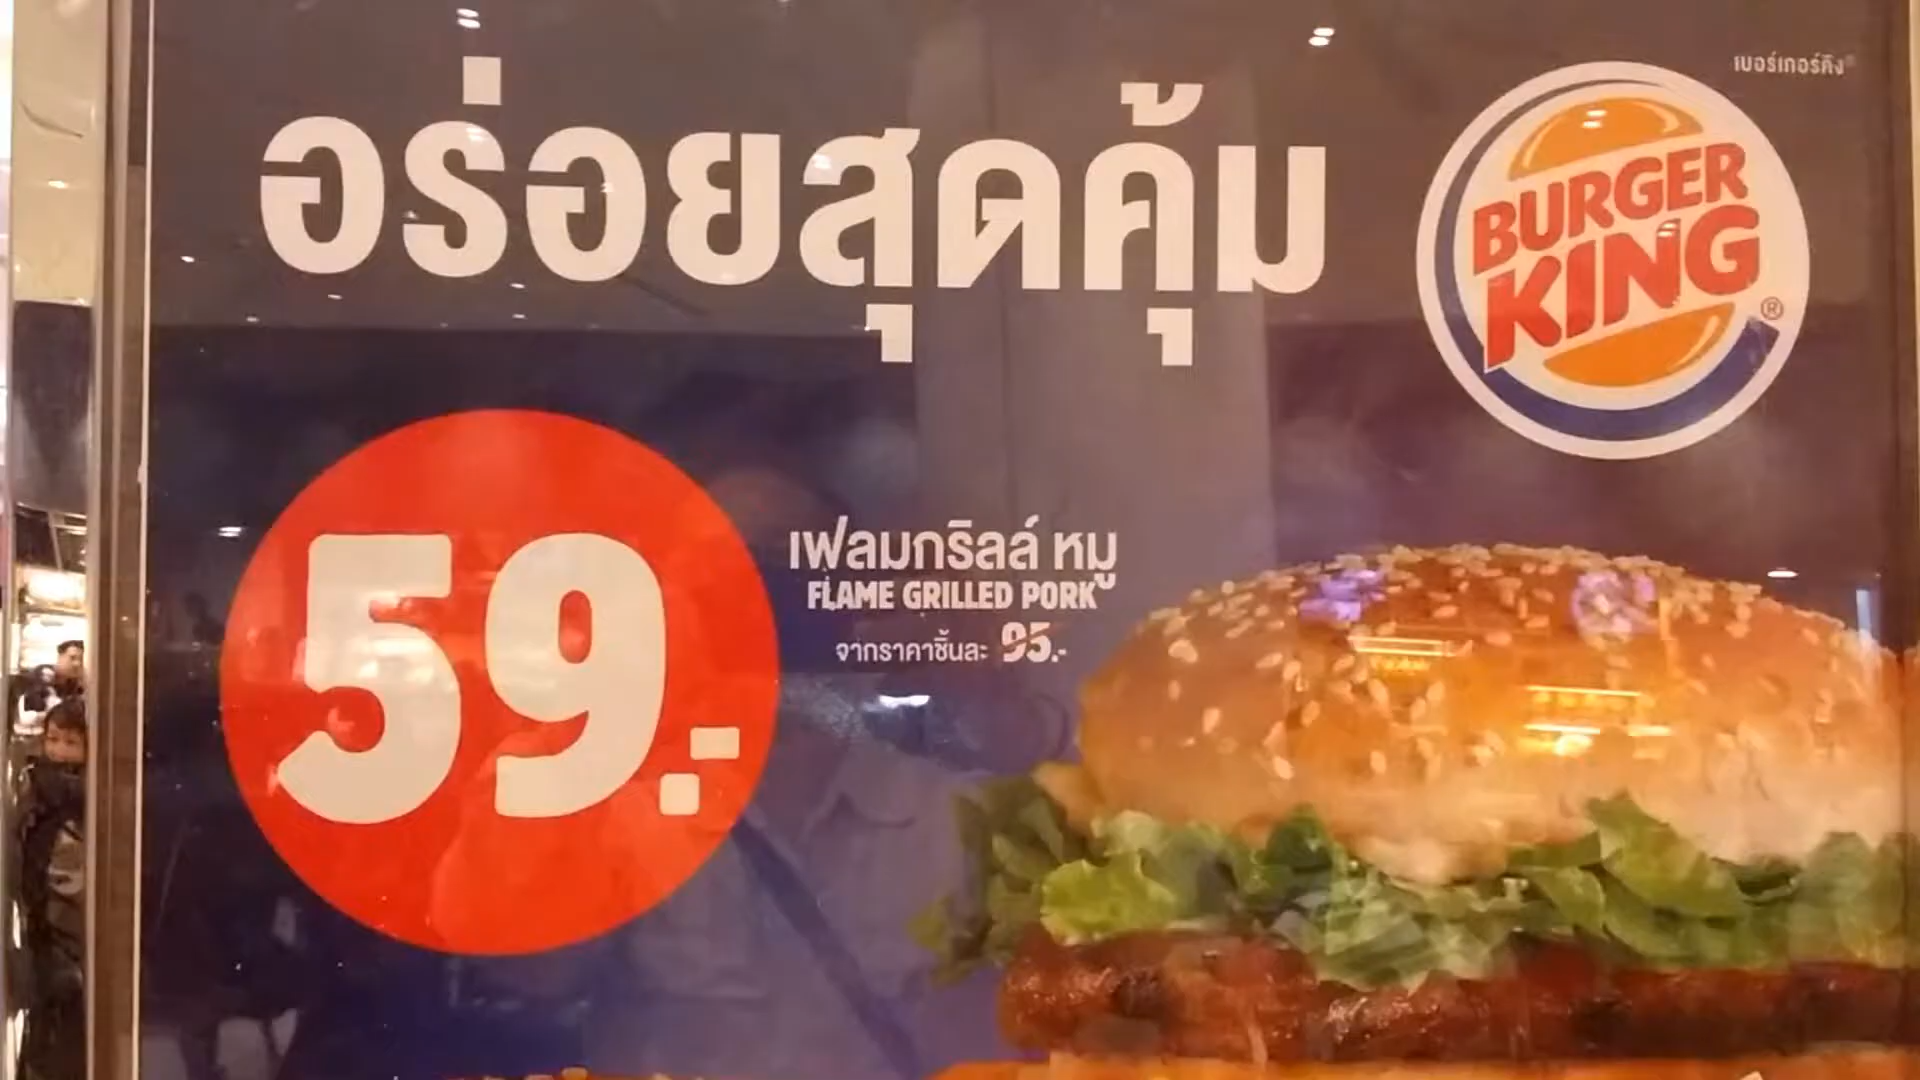 เบอร์เกอร์คิง®
อร่อยสุดคุ้ม
BURGER
KING®
59.-
เฟลมกริลล์ หมู
FLAME GRILLED PORK
จากราคาชิ้นละ 95.-